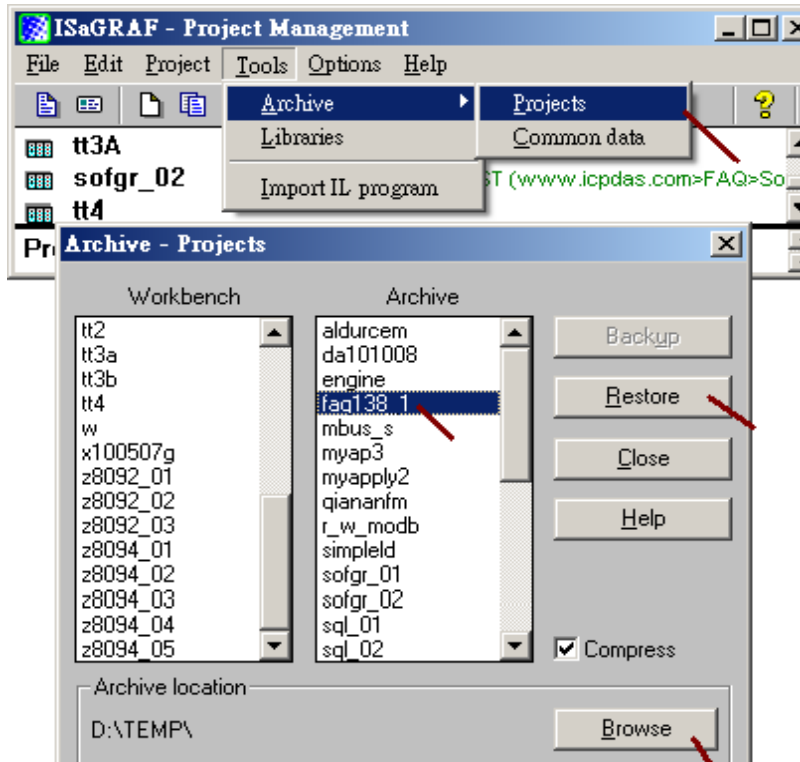 ISaGRAF - Project Management
File Edit Project Tools Options Help
Archive
Projects
Libraries
Common data
Import IL program
tt3A
sofgr_02
ST (www.icpdas.com>FAQ>So
tt4
Pr
Archive - Projects
Workbench
Archive
tt2
tt3a
tt3b
tt4
w
x100507g
z8092_01
z8092_02
z8092_03
z8094_01
z8094_02
z8094_03
z8094_04
z8094_05
aldurcem
da101008
engine
faq138_1
mbus_s
myap3
myapply2
qiananfm
r_w_modb
simpleld
sofgr_01
sofgr_02
sql_01
sql_02
Backup
Restore
Close
Help
Compress
Archive location
D:\TEMP\
Browse